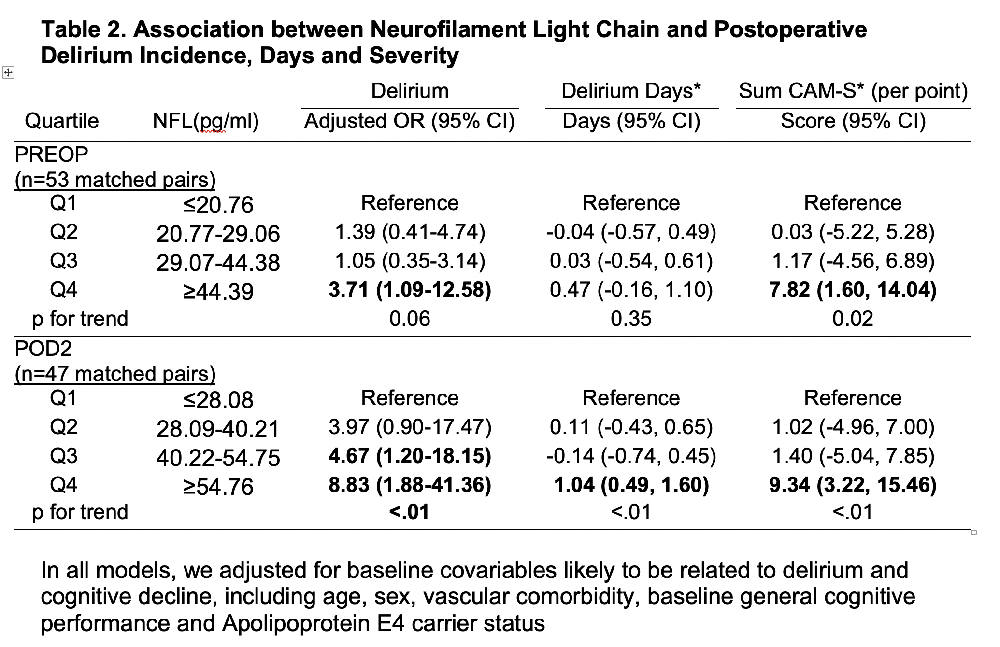 Table 2. Association between Neurofilament Light Chain and Postoperative
Delirium Incidence, Days and Severity
Delirium Delirium Days* Sum CAM-S* (per point)
Quartile NFL(pg/ml) Adjusted OR (95% CI) Days (95% CI) Score (95% CI)
PREOP
(n=53 matched pairs)
Q1 ≤20.76 Reference Reference Reference
Q2 20.77-29.06 1.39 (0.41-4.74) -0.04 (-0.57, 0.49) 0.03 (-5.22, 5.28)
Q3 29.07-44.38 1.05 (0.35-3.14) 0.03 (-0.54, 0.61) 1.17 (-4.56, 6.89)
Q4 ≥44.39 3.71 (1.09-12.58) 0.47 (-0.16, 1.10) 7.82 (1.60, 14.04)
p for trend 0.06 0.35 0.02
POD2
(n=47 matched pairs)
Q1 ≤28.08 Reference Reference Reference
Q2 28.09-40.21 3.97 (0.90-17.47) 0.11 (-0.43, 0.65) 1.02 (-4.96, 7.00)
Q3 40.22-54.75 4.67 (1.20-18.15) -0.14 (-0.74, 0.45) 1.40 (-5.04, 7.85)
Q4 ≥54.76 8.83 (1.88-41.36) 1.04 (0.49, 1.60) 9.34 (3.22, 15.46)
p for trend <.01 <.01 <.01
In all models, we adjusted for baseline covariables likely to be related to delirium and
cognitive decline, including age, sex, vascular comorbidity, baseline general cognitive
performance and Apolipoprotein E4 carrier status